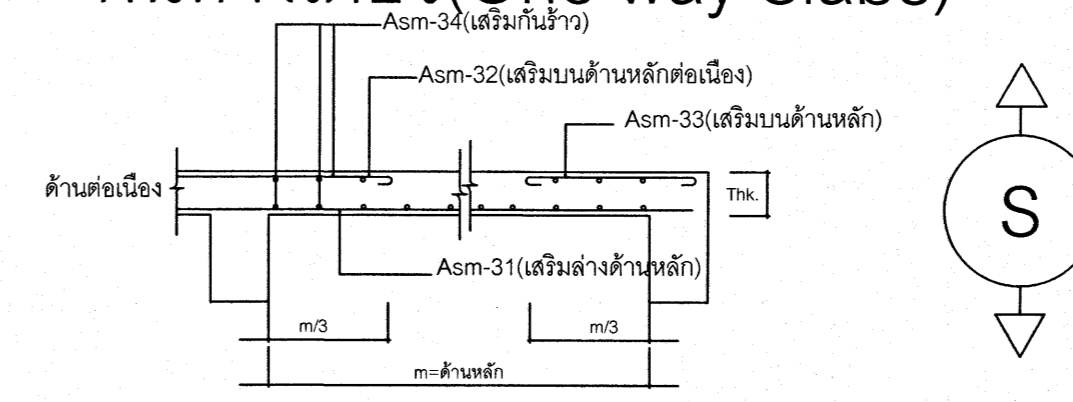 (One Way Slabs)
Asm-34(เสริมกันร้าว)
Asm-32(เสริมบนด้านหลักต่อเนื่อง)
Asm-33(เสริมบนด้านหลัก)
ด้านต่อเนื่อง
Thk.
S
Asm-31(เสริมล่างด้านหลัก)
m/3 m/3
m=ด้านหลัก